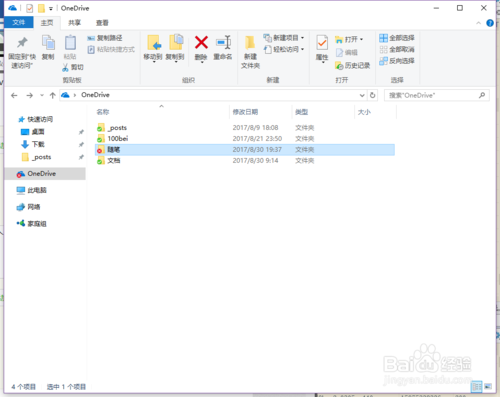 OneDrive
文件 主页 共享 查看
固定到"快速访问" 复制 粘贴 复制路径 粘贴快捷方式 剪切
移动到 复制到 删除 重命名
新建文件夹 新建项目 轻松访问
属性 打开 编辑 历史记录
全部选择 全部取消 反向选择
剪贴板 组织 新建 打开 选择
OneDrive 搜索"OneDrive"
名称 修改日期 类型 大小
快速访问
桌面
下载
_posts
OneDrive
此电脑
网络
家庭组
_posts 2017/8/9 18:08 文件夹
100bei 2017/8/21 23:50 文件夹
随笔 2017/8/30 19:37 文件夹
文档 2017/8/30 9:14 文件夹
4 个项目 选中 1 个项目
Baidu 经验
jingyan.baidu.com